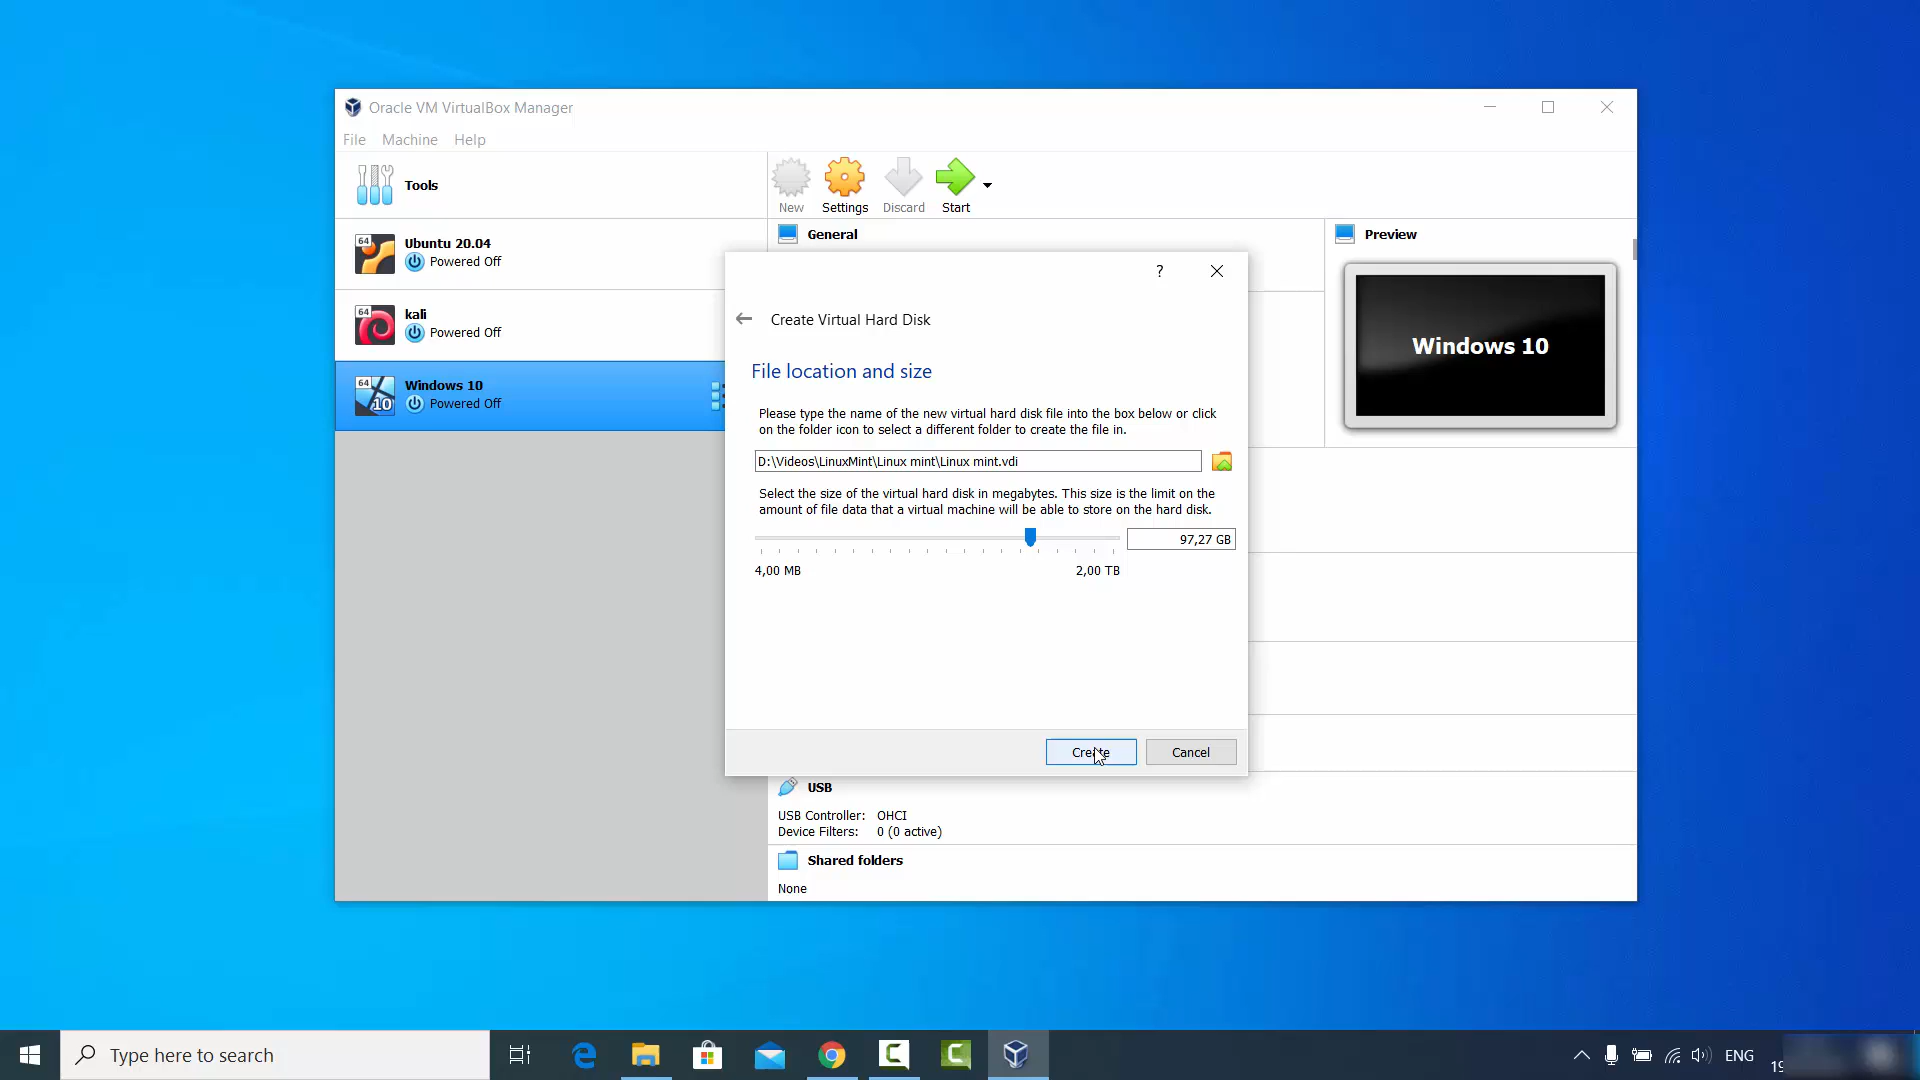 Oracle VM VirtualBox Manager
File Machine Help
Tools
New Settings Discard Start
64
Ubuntu 20.04
Powered Off
64
kali
Powered Off
64
10
Windows 10
Powered Off
General
Preview
Windows 10
?
Create Virtual Hard Disk
File location and size
Please type the name of the new virtual hard disk file into the box below or click
on the folder icon to select a different folder to create the file in.
D:\Videos\LinuxMint\Linux mint\Linux mint.vdi
Select the size of the virtual hard disk in megabytes. This size is the limit on the
amount of file data that a virtual machine will be able to store on the hard disk.
97,27 GB
4,00 MB 2,00 TB
Create Cancel
USB
USB Controller: OHCI
Device Filters: 0 (0 active)
Shared folders
None
Type here to search
ENG